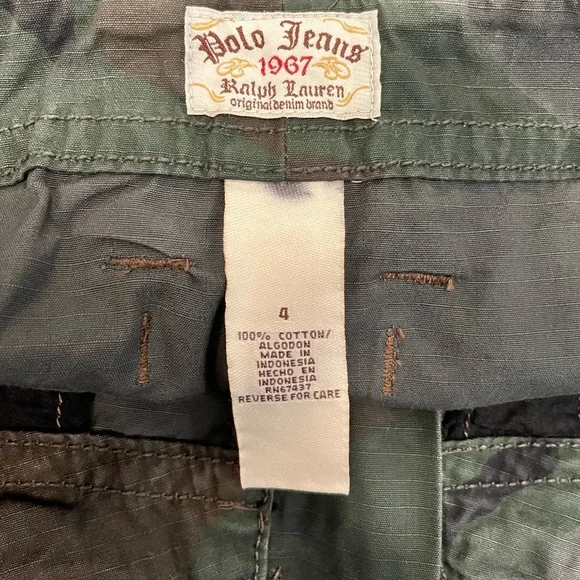 Polo Jeans
1967
Ralph Lauren
original denim brand
4
100% COTTON/
ALGODON
MADE IN
INDONESIA
HECHO EN
INDONESIA
RN67437
REVERSE FOR CARE